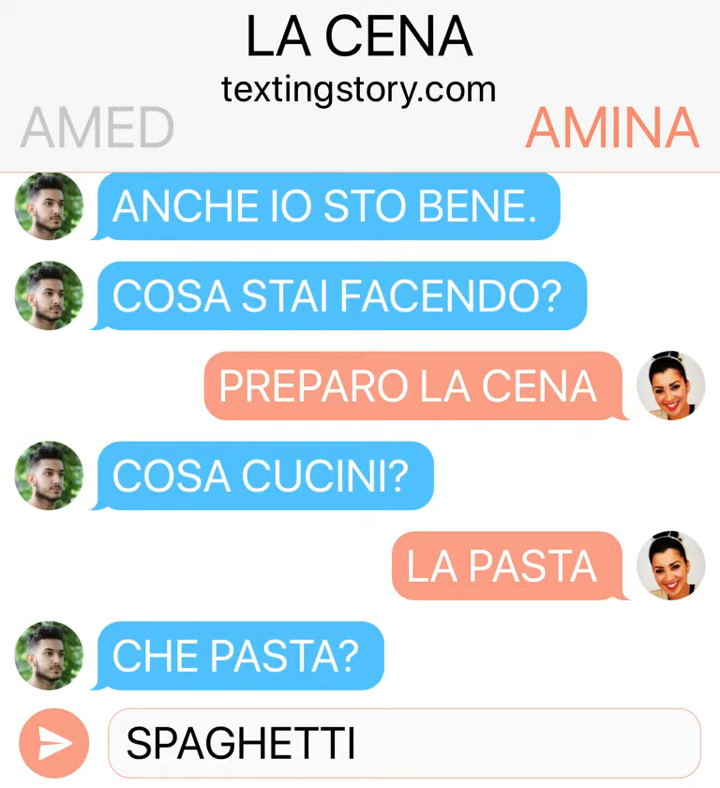 LA CENA
textingstory.com
AMED
AMINA
ANCHE IO STO BENE.
COSA STAI FACENDO?
PREPARO LA CENA
COSA CUCINI?
LA PASTA
CHE PASTA?
SPAGHETTI